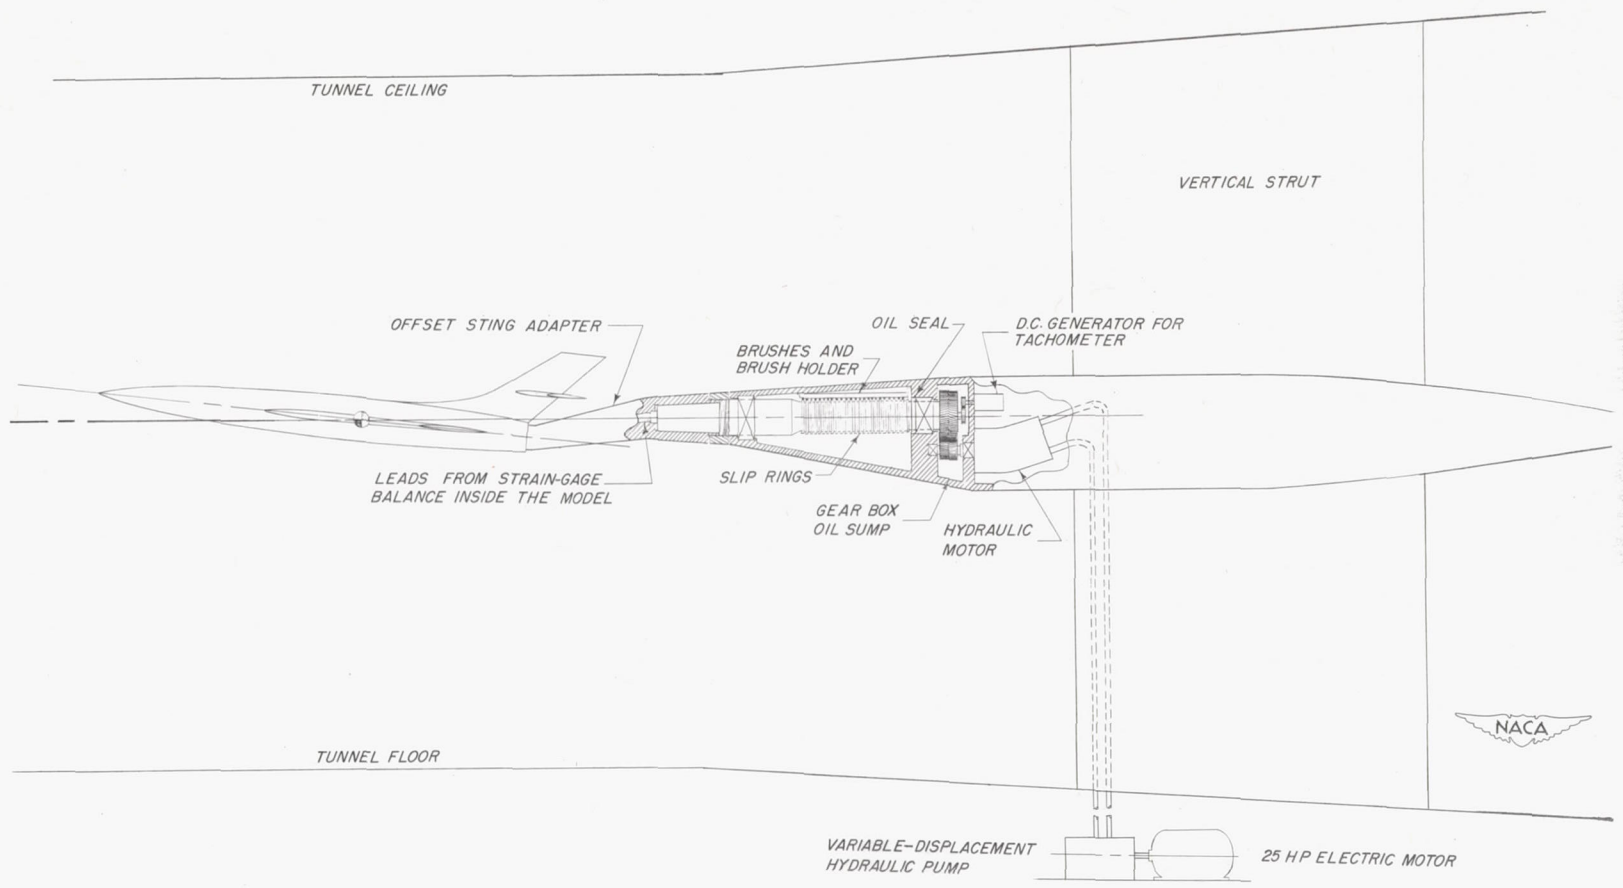 TUNNEL CEILING
VERTICAL STRUT
OFFSET STING ADAPTER
OIL SEAL
D.C. GENERATOR FOR
TACHOMETER
BRUSHES AND
BRUSH HOLDER
LEADS FROM STRAIN-GAGE
BALANCE INSIDE THE MODEL
SLIP RINGS
GEAR BOX
OIL SUMP
HYDRAULIC
MOTOR
NACA
TUNNEL FLOOR
VARIABLE-DISPLACEMENT
HYDRAULIC PUMP
25 HP ELECTRIC MOTOR